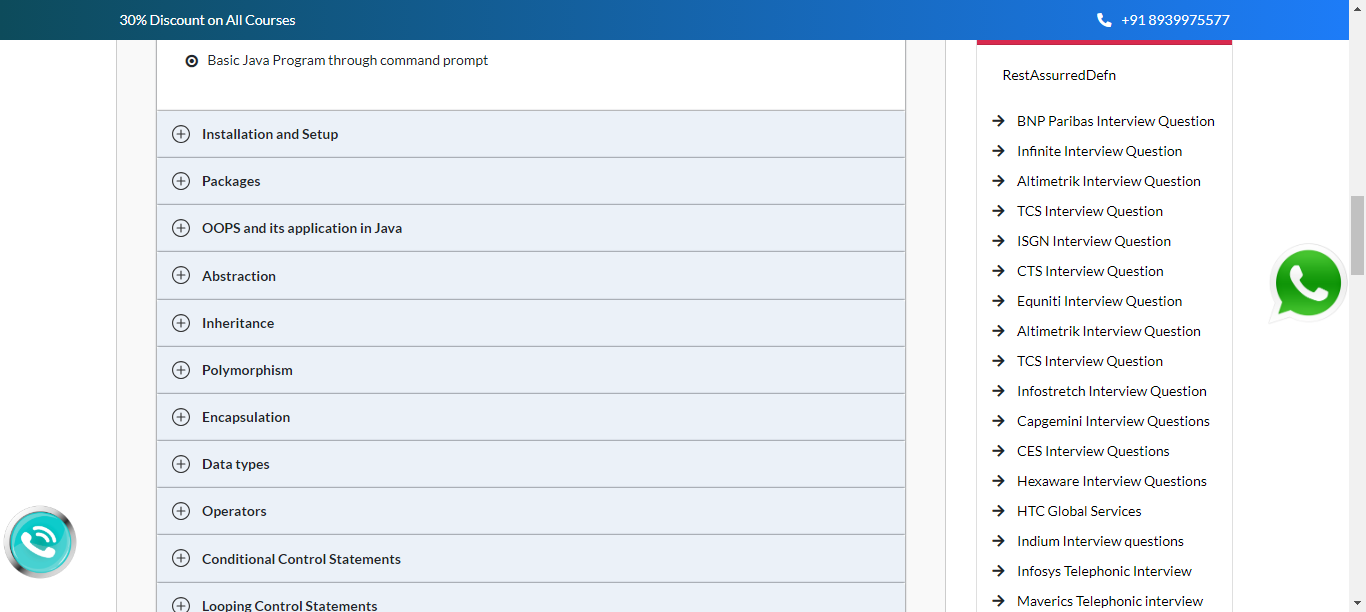 30% Discount on All Courses
+91 8939975577
Basic Java Program through command prompt
Installation and Setup
Packages
OOPS and its application in Java
Abstraction
Inheritance
Polymorphism
Encapsulation
Data types
Operators
Conditional Control Statements
Looping Control Statements
RestAssurredDefn
BNP Paribas Interview Question
Infinite Interview Question
Altimetrik Interview Question
TCS Interview Question
ISGN Interview Question
CTS Interview Question
Equniti Interview Question
Altimetrik Interview Question
TCS Interview Question
Infostretch Interview Question
Capgemini Interview Questions
CES Interview Questions
Hexaware Interview Questions
HTC Global Services
Indium Interview questions
Infosys Telephonic Interview
Maverics Telephonic interview